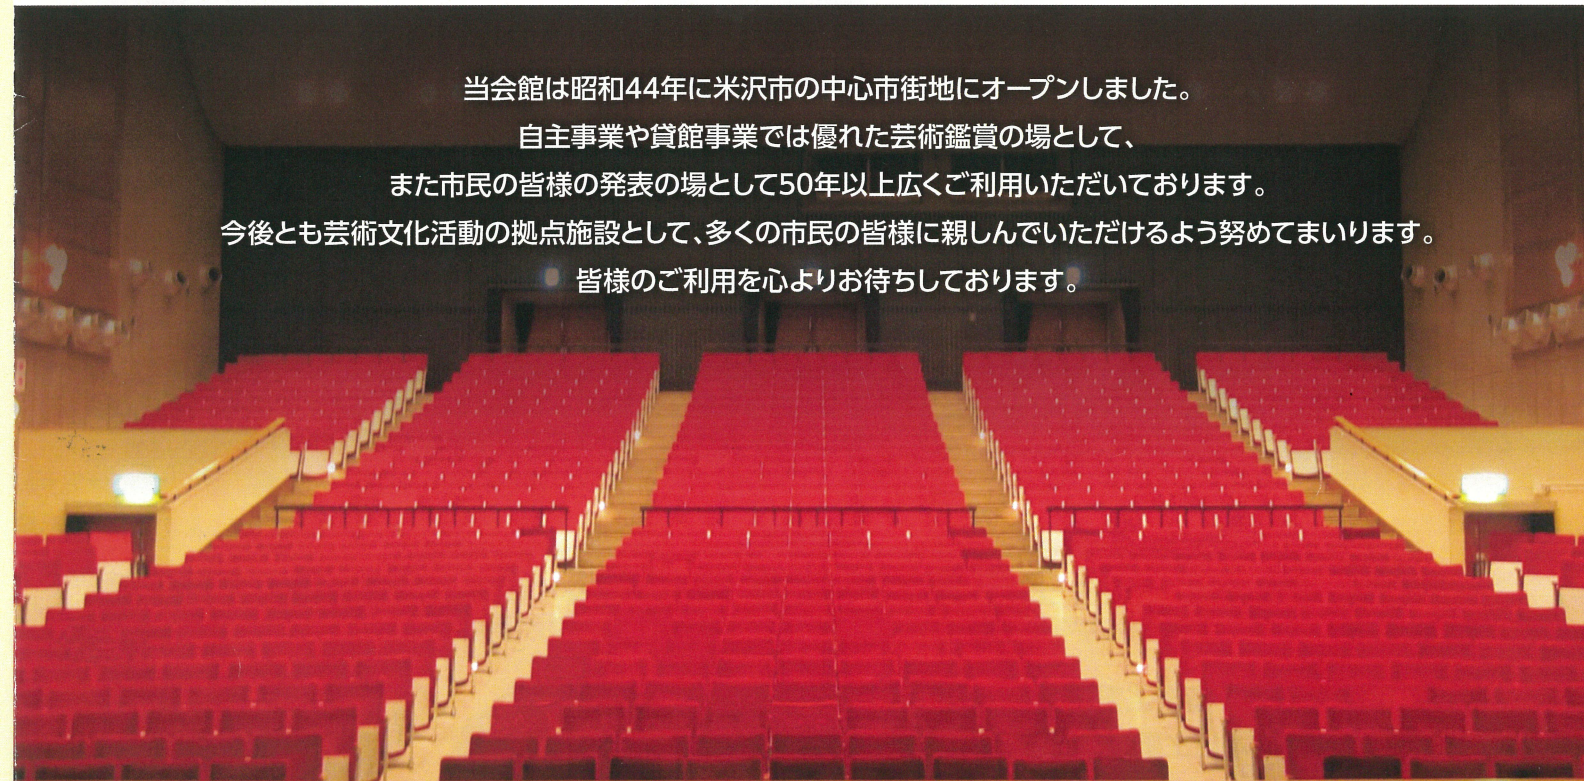 当会館は昭和44年に米沢市の中心市街地にオープンしました。
自主事業や貸館事業では優れた芸術鑑賞の場として、
また市民の皆様の発表の場として50年以上広くご利用いただいております。
今後とも芸術文化活動の拠点施設として、多くの市民の皆様に親しんでいただけるよう努めてまいります。
皆様のご利用を心よりお待ちしております。